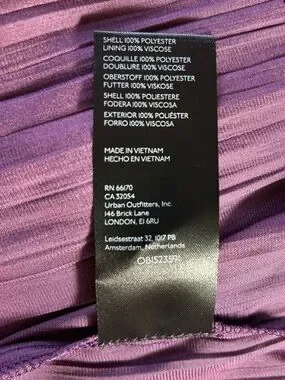 SHELL 100% POLYESTER
LINING 100% VISCOSE
COQUILLE 100% POLYESTER
DOUBLURE 100% VISCOSE
OBERSTOFF 100% POLYESTER
FUTTER 100% VISKOSE
SHELL 100% POLIESTERE
FODERA 100% VISCOSA
EXTERIOR 100% POLIÉSTER
FORRO 100% VISCOSA
MADE IN VIETNAM
HECHO EN VIETNAM
RN 66170
CA 32054
Urban Outfitters, Inc.
146 Brick Lane
LONDON, E1 6RU
Leidsestraat 32, 1017 PB
Amsterdam, Netherlands